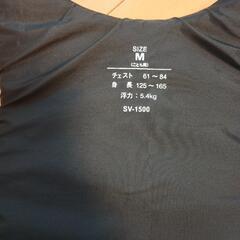 SIZE
M
(こども用)
チェスト 61〜84
身 長 125〜165
浮力：5.4kg
SV-1500